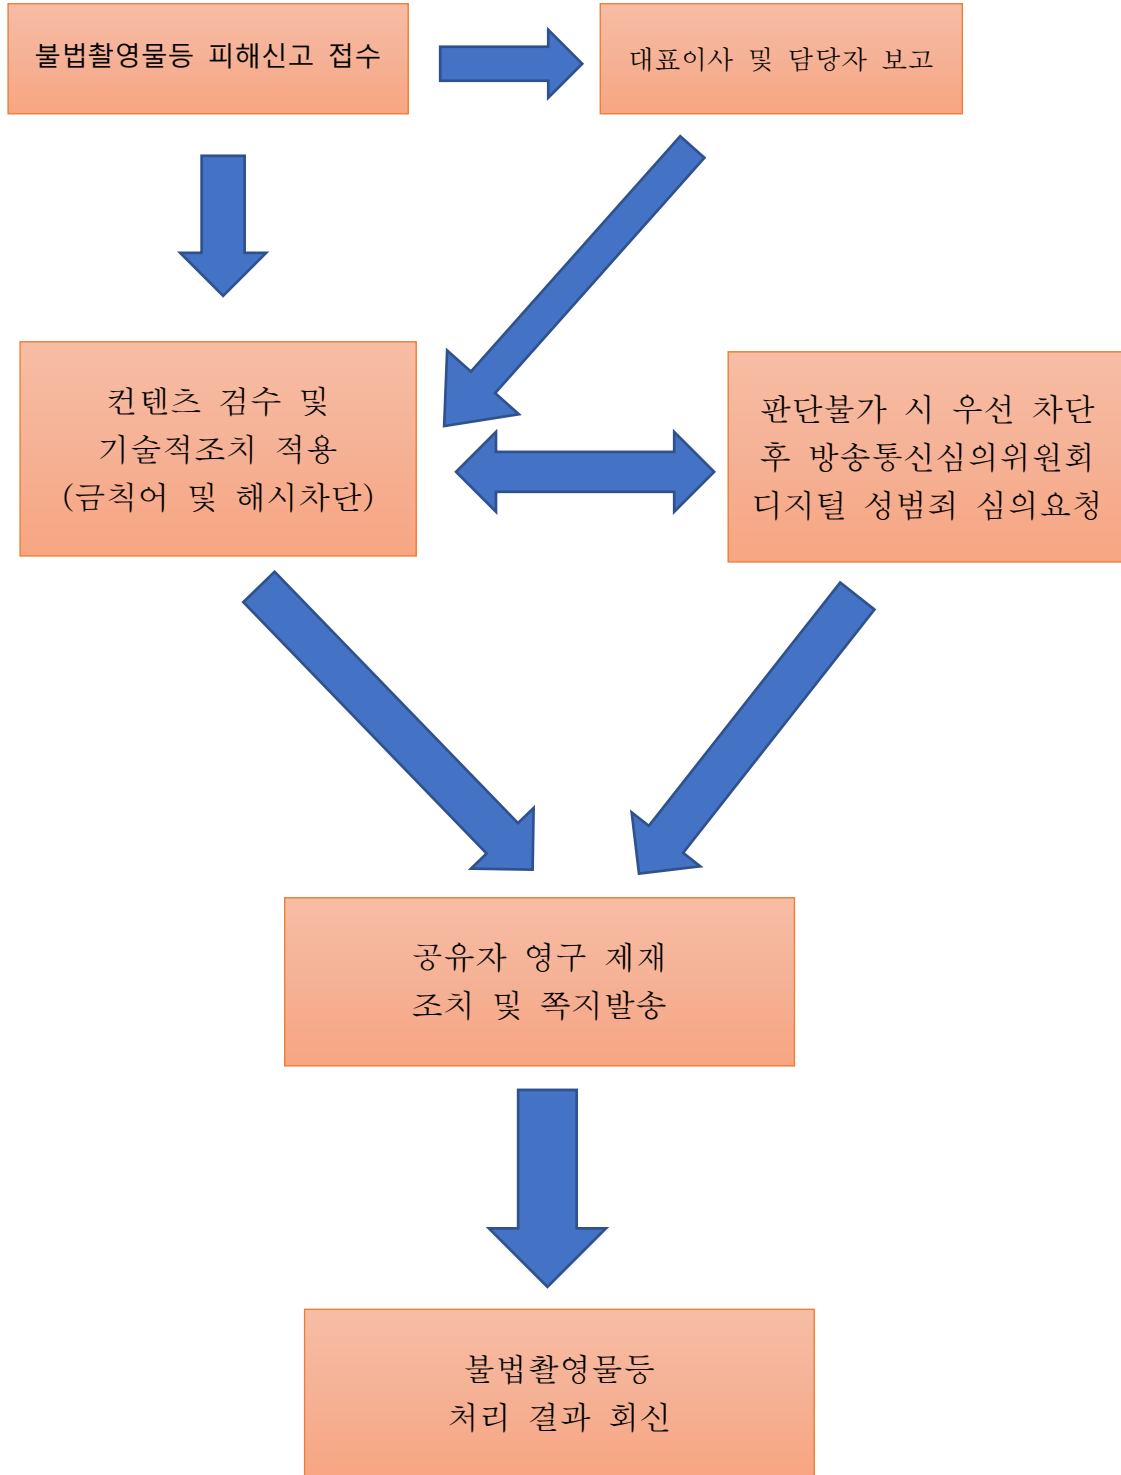 불법촬영물등 피해신고 접수
대표이사 및 담당자 보고
컨텐츠 검수 및
기술적조치 적용
(금칙어 및 해시차단)
판단불가 시 우선 차단
후 방송통신심의위원회
디지털 성범죄 심의요청
공유자 영구 제재
조치 및 쪽지발송
불법촬영물등
처리 결과 회신